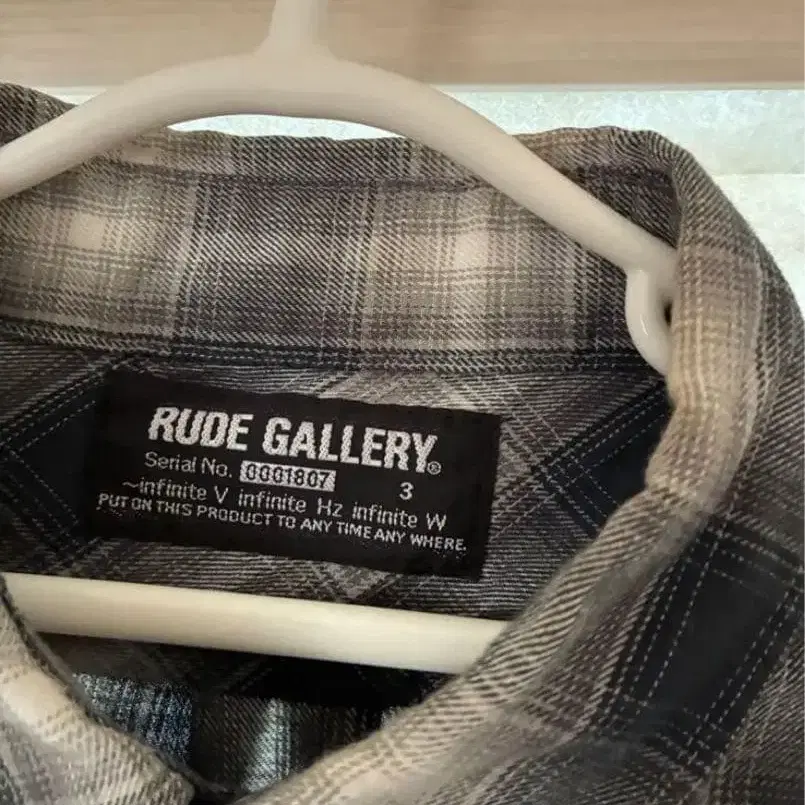 RUDE GALLERY®
Serial No. 0001807 3
~infinite V infinite Hz infinite W
PUT ON THIS PRODUCT TO ANY TIME ANY WHERE.